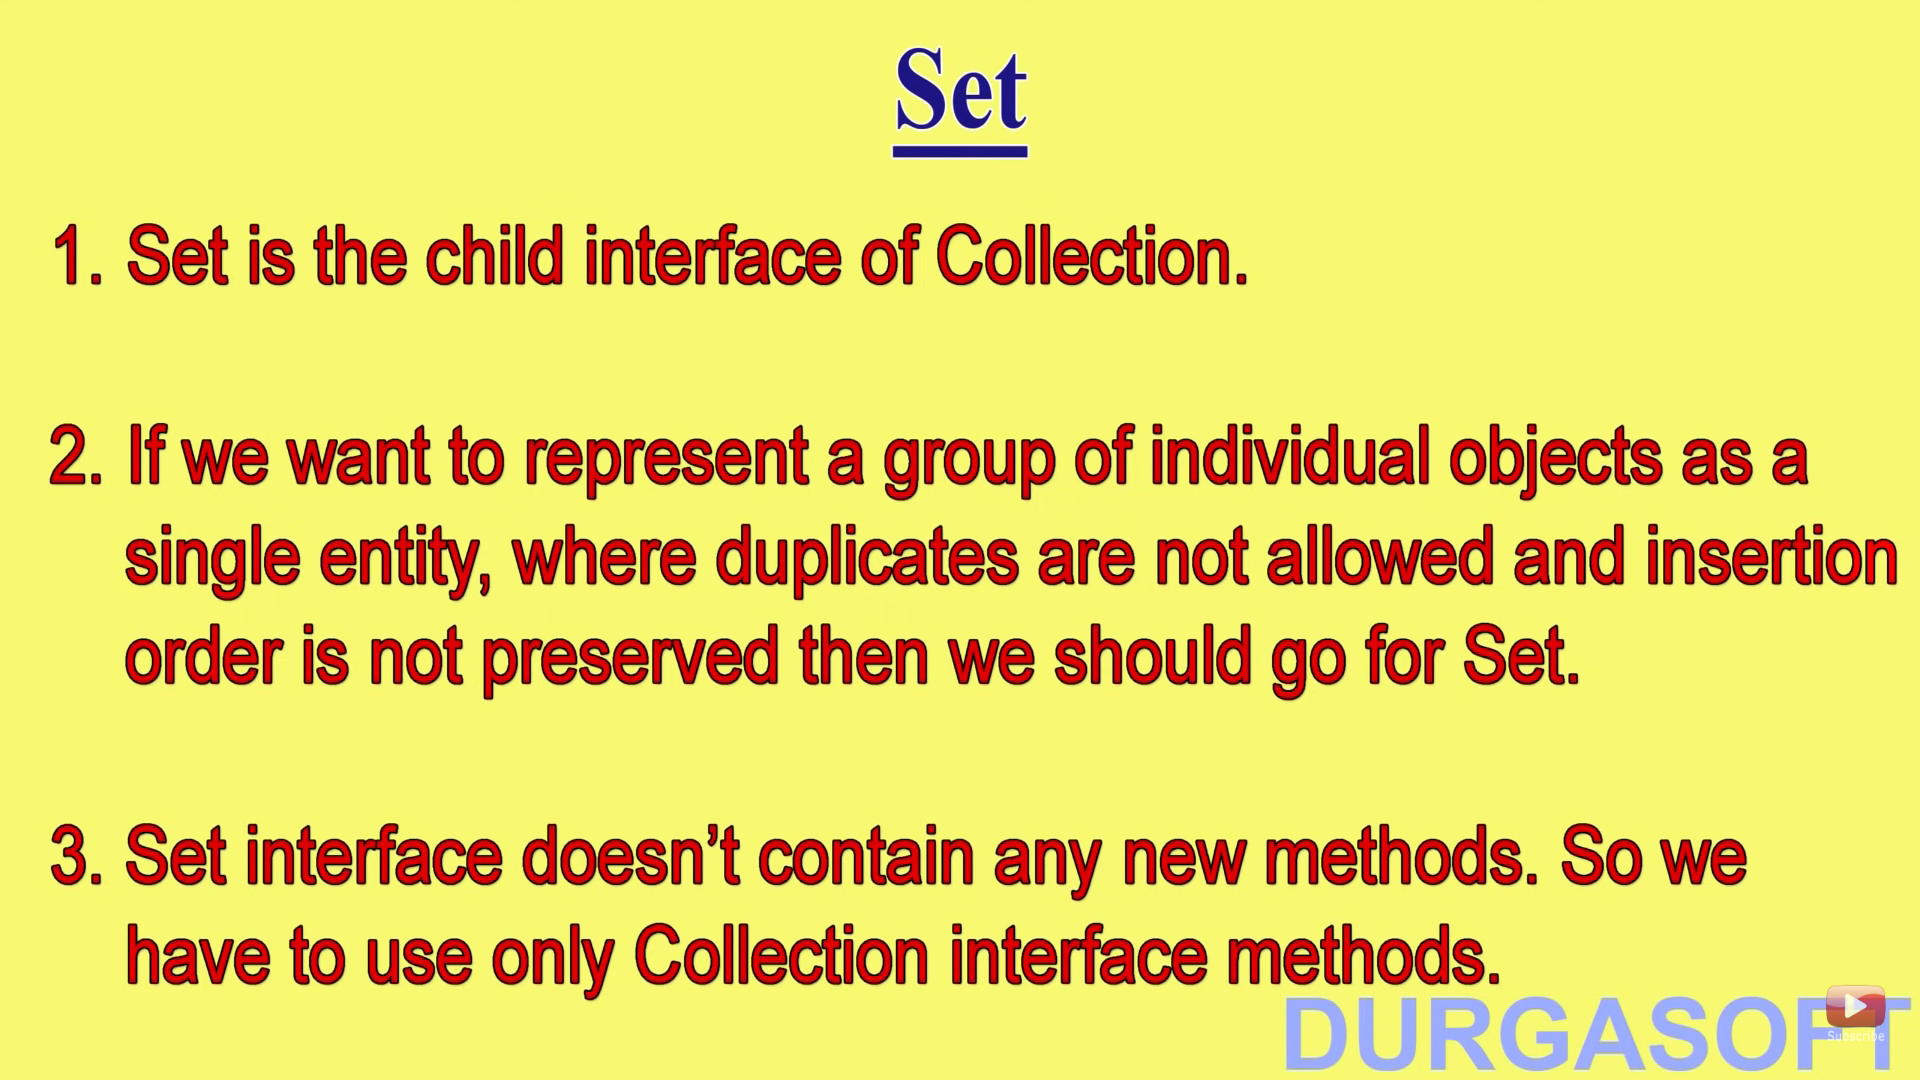 Set
1. Set is the child interface of Collection.
2. If we want to represent a group of individual objects as a
single entity, where duplicates are not allowed and insertion
order is not preserved then we should go for Set.
3. Set interface doesn’t contain any new methods. So we
have to use only Collection interface methods.
DURGASOFT
Subscribe